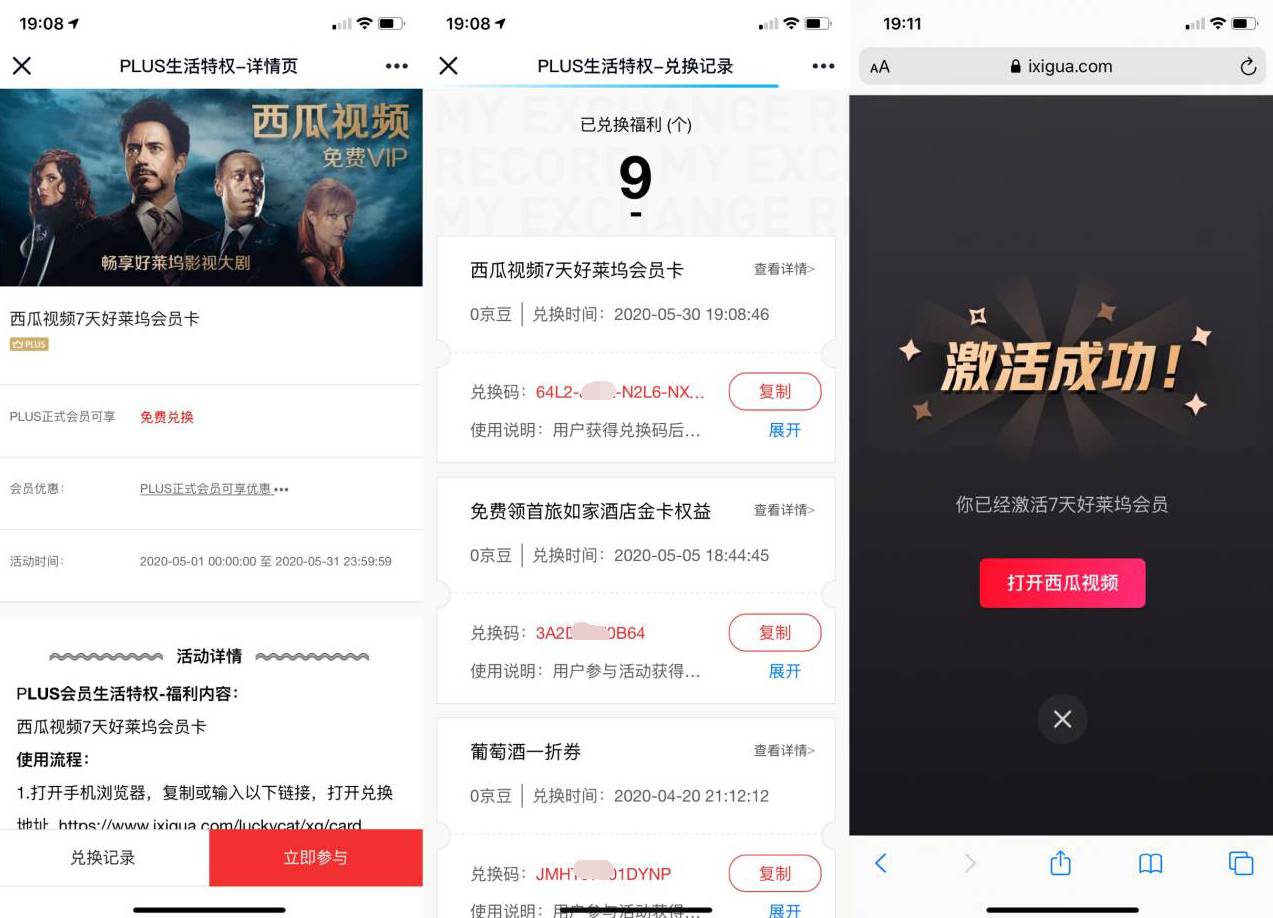 19:08
PLUS生活特权-详情页
西瓜视频
免费VIP
畅享好莱坞影视大剧
西瓜视频7天好莱坞会员卡
PLUS
PLUS正式会员可享 免费兑换
会员优惠： PLUS正式会员可享优惠 •••
活动时间： 2020-05-01 00:00:00 至 2020-05-31 23:59:59
活动详情
PLUS会员生活特权-福利内容：
西瓜视频7天好莱坞会员卡
使用流程：
1.打开手机浏览器，复制或输入以下链接，打开兑换
地址 https://www.ixigua.com/luckycat/xg/card
兑换记录 立即参与
19:08
PLUS生活特权-兑换记录
MY EXCHANGE R
RECORD MY EXC
MY EXCHANGE R
已兑换福利 (个)
9
西瓜视频7天好莱坞会员卡 查看详情>
0京豆 | 兑换时间：2020-05-30 19:08:46
兑换码：64L2- -N2L6-NX... 复制
使用说明：用户获得兑换码后... 展开
免费领首旅如家酒店金卡权益 查看详情>
0京豆 | 兑换时间：2020-05-05 18:44:45
兑换码：3A2 0B64 复制
使用说明：用户参与活动获得... 展开
葡萄酒一折券 查看详情>
0京豆 | 兑换时间：2020-04-20 21:12:12
兑换码：JMH 01DYNP 复制
使用说明：用户参与活动获得... 展开
19:11
AA ixigua.com
激活成功！
你已经激活7天好莱坞会员
打开西瓜视频